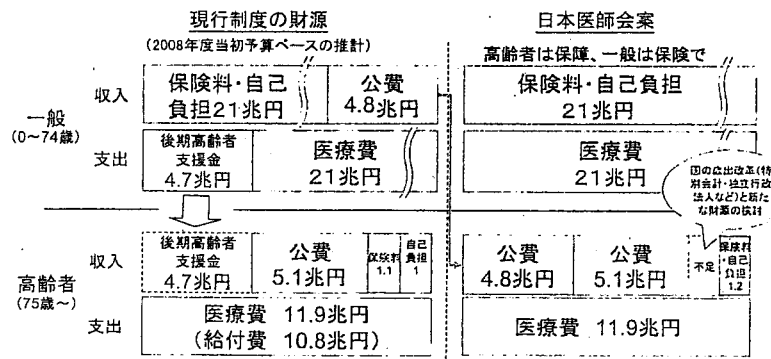 現行制度の財源
(2008年度当初予算ベースの推計)
日本医師会案
高齢者は保障、一般は保険で
一般
(0~74歳)
収入
保険料・自己
負担21兆円
公費
4.8兆円
保険料・自己負担
21兆円
支出
後期高齢者
支援金
4.7兆円
医療費
21兆円
医療費
21兆円
国の支出改革(特
別会計・独立行政
法人など)と新た
な財源の検討
高齢者
(75歳~)
収入
後期高齢者
支援金
4.7兆円
公費
5.1兆円
保険料
1.1
自己
負担
1
公費
4.8兆円
公費
5.1兆円
不足
保険料
・自己
負担
1.2
支出
医療費 11.9兆円
(給付費 10.8兆円)
医療費 11.9兆円